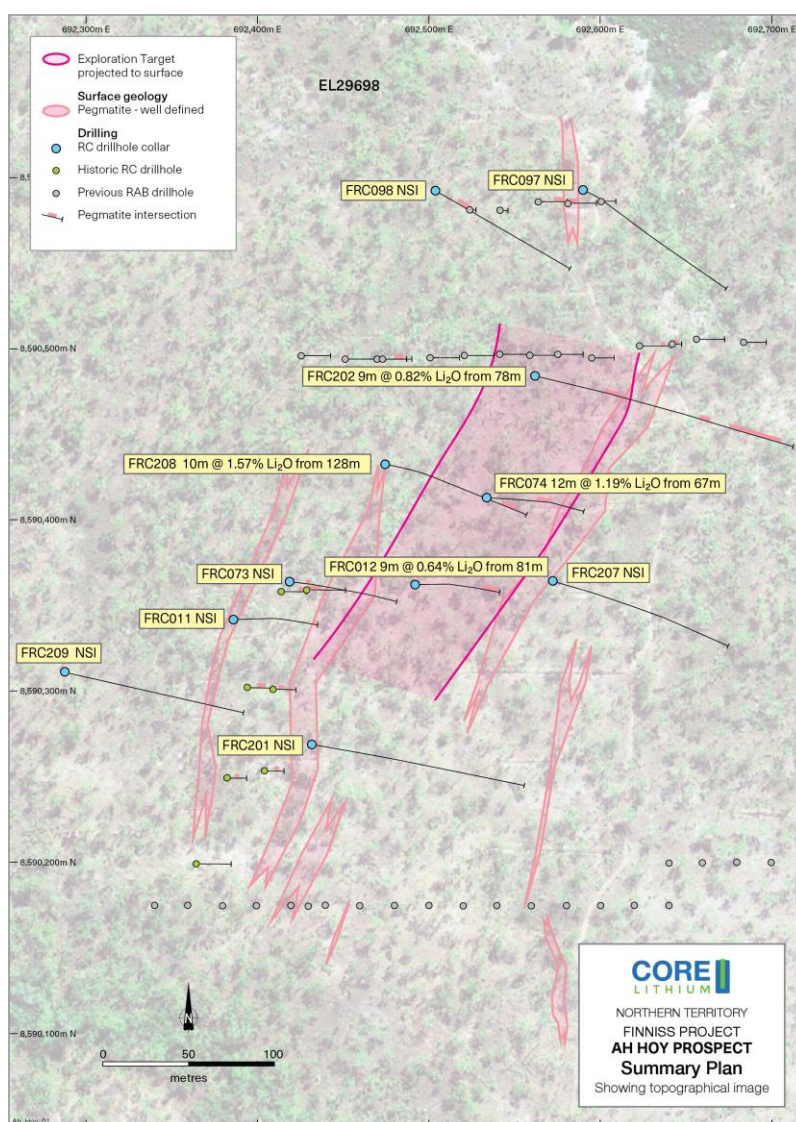 692,300m E
692,400m E
692,500m E
692,600m E
692,700m E
Exploration Target
projected to surface
Surface geology
Pegmatite - well defined
Drilling
RC drillhole collar
Historic RC drillhole
Previous RAB drillhole
Pegmatite intersection
EL29698
FRC098 NSI
FRC097 NSI
8,590,500m N
FRC202 9m @ 0.82% Li₂O from 78m
FRC208 10m @ 1.57% Li₂O from 128m
FRC074 12m @ 1.19% Li₂O from 67m
8,590,400m N
FRC012 9m @ 0.64% Li₂O from 81m
FRC073 NSI
FRC207 NSI
FRC011 NSI
FRC209 NSI
8,590,300m N
FRC201 NSI
8,590,200m N
8,590,100m N
N
0 50 100
metres
CORE
LITHIUM
NORTHERN TERRITORY
FINNISS PROJECT
AH HOY PROSPECT
Summary Plan
Showing topographical image